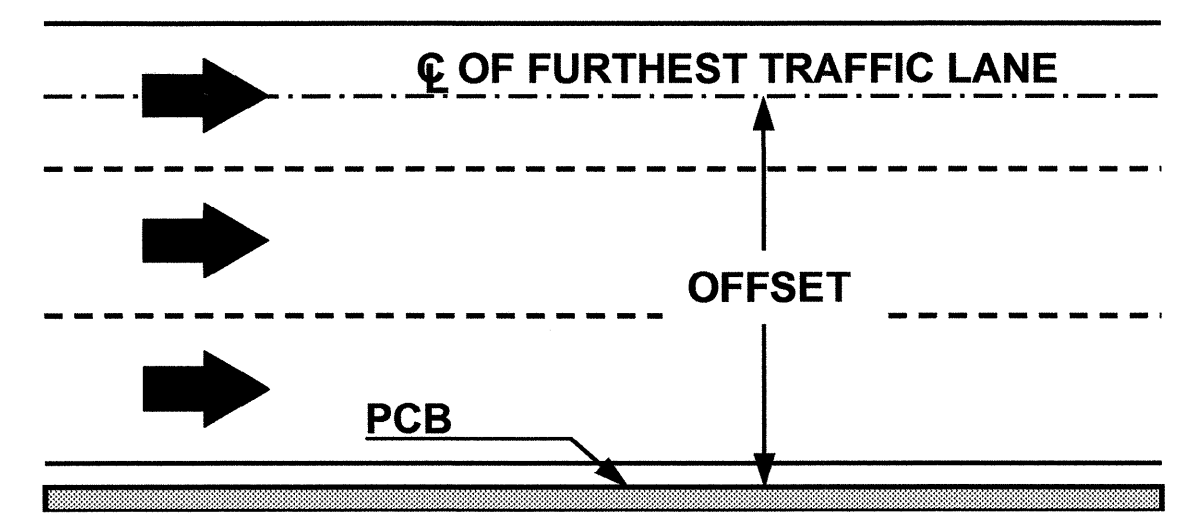 ℄ OF FURTHEST TRAFFIC LANE
OFFSET
PCB